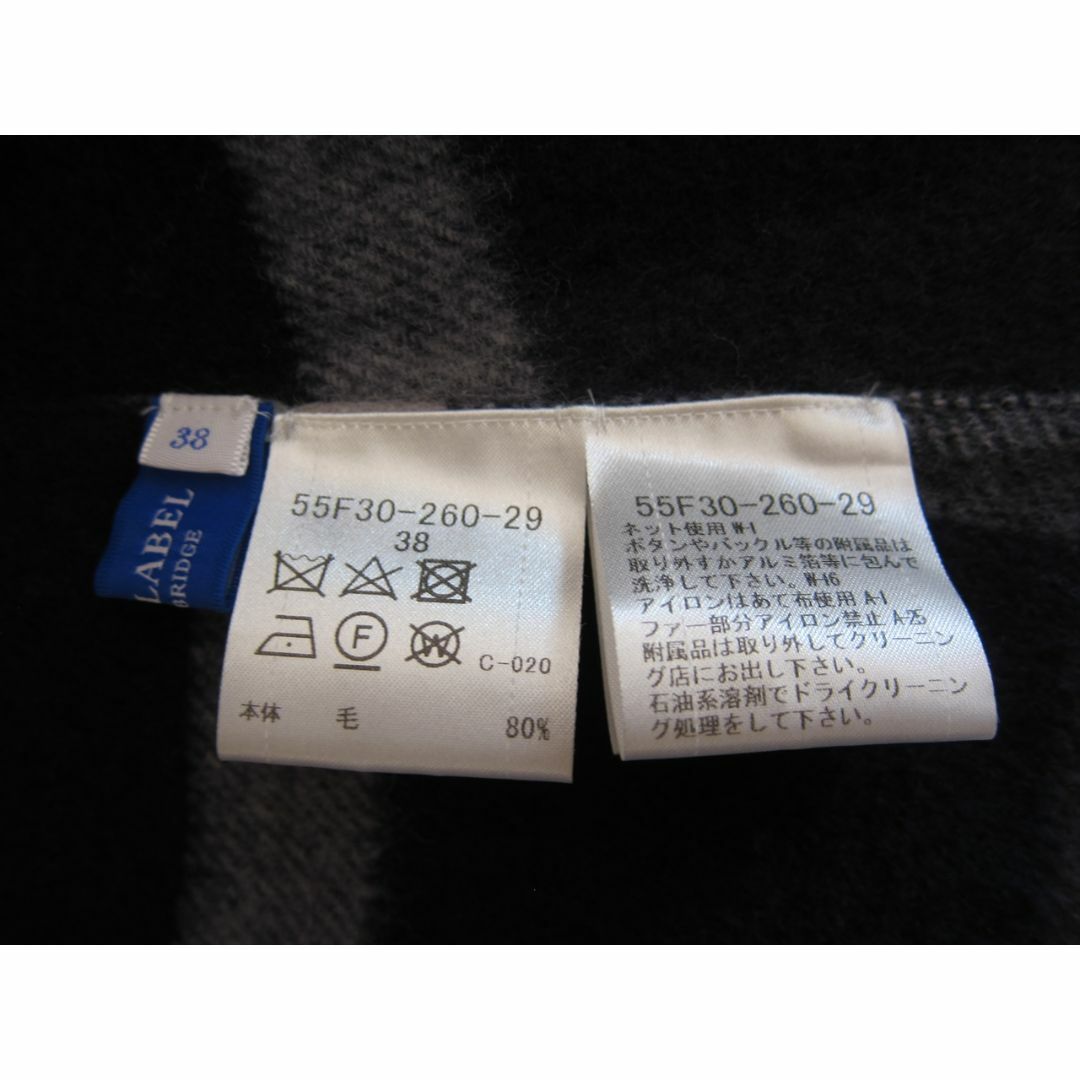 38
LABEL
BRIDGE
55F30-260-29
38
F
W
C-020
本体 毛 80%
55F30-260-29
ネット使用 W-1
ボタンやバックル等の附属品は
取り外すかアルミ箔等に包んで
洗浄して下さい。W-16
アイロンはあて布使用 A-1
ファー部分アイロン禁止 A-25
附属品は取り外してクリーニン
グ店にお出し下さい。
石油系溶剤でドライクリーニン
グ処理をして下さい。